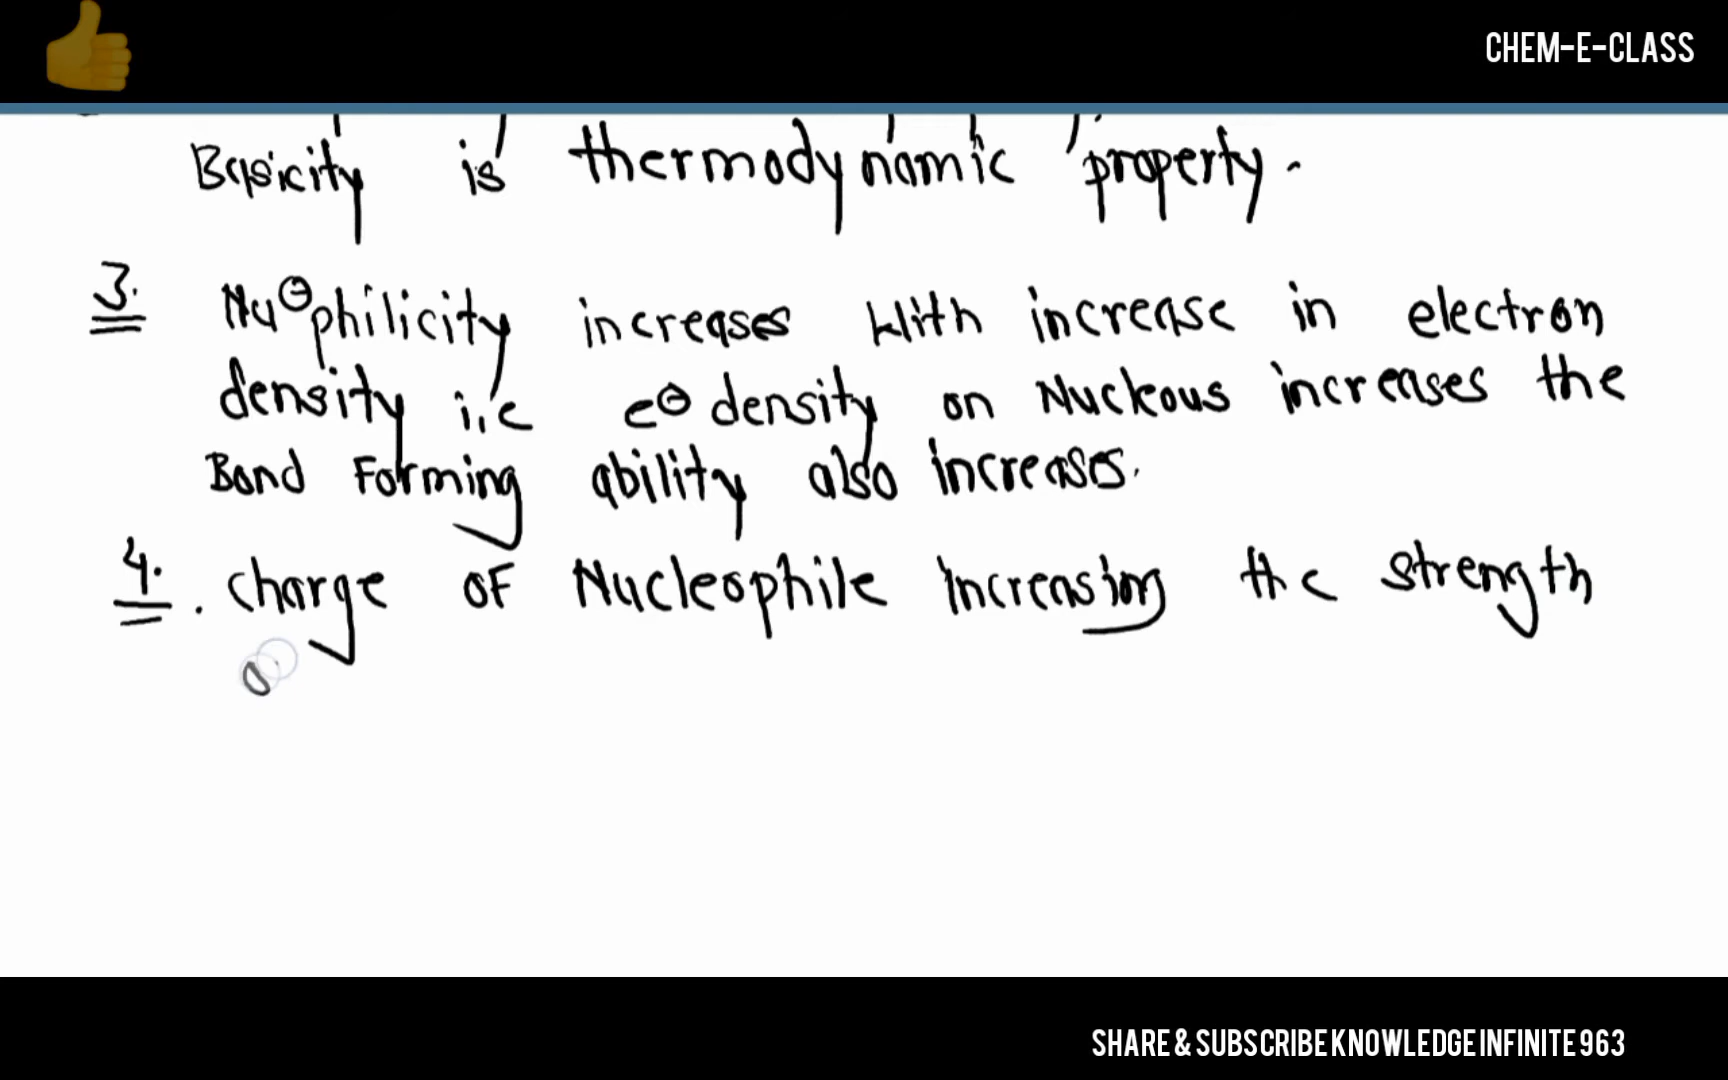 CHEM-E-CLASS
Basicity is thermodynamic property.
3. Nu⊖philicity increases with increase in electron
density i.e e⊖ density on Nucleous increases the
Bond Forming ability also increases.
4. . charge OF Nucleophile increasing the strength
o
SHARE & SUBSCRIBE KNOWLEDGE INFINITE 963